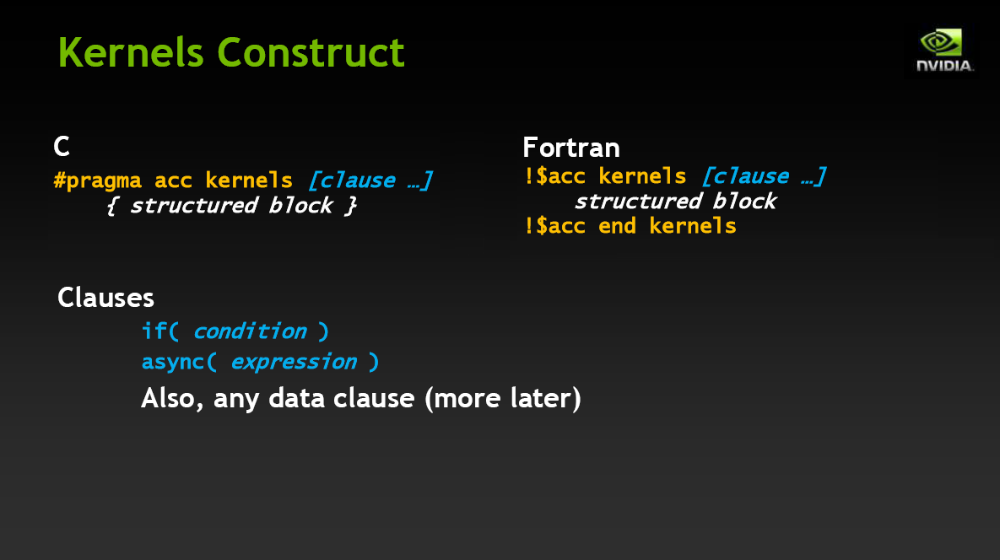 Kernels Construct
NVIDIA
C
#pragma acc kernels [clause …]
{ structured block }
Fortran
!$acc kernels [clause …]
structured block
!$acc end kernels
Clauses
if( condition )
async( expression )
Also, any data clause (more later)